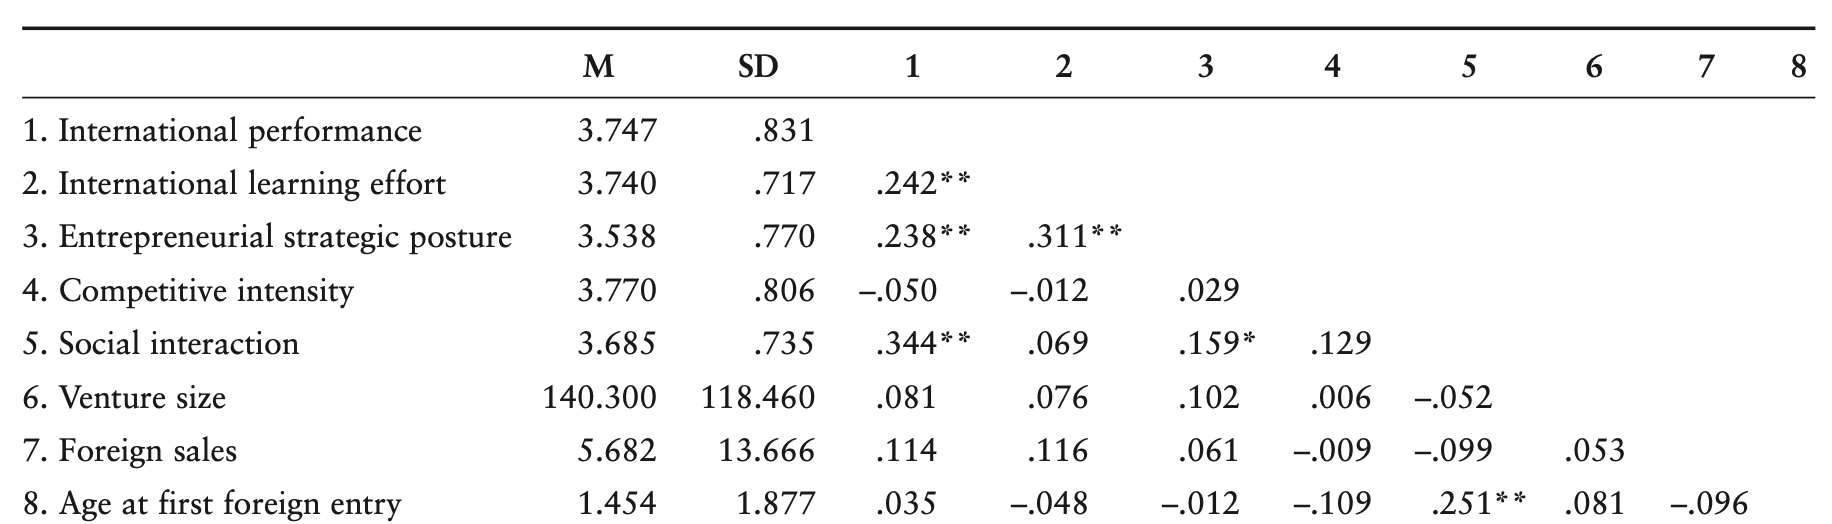 M SD 1 2 3 4 5 6 7 8
1. International performance 3.747 .831
2. International learning effort 3.740 .717 .242**
3. Entrepreneurial strategic posture 3.538 .770 .238** .311**
4. Competitive intensity 3.770 .806 –.050 –.012 .029
5. Social interaction 3.685 .735 .344** .069 .159* .129
6. Venture size 140.300 118.460 .081 .076 .102 .006 –.052
7. Foreign sales 5.682 13.666 .114 .116 .061 –.009 –.099 .053
8. Age at first foreign entry 1.454 1.877 .035 –.048 –.012 –.109 .251** .081 –.096